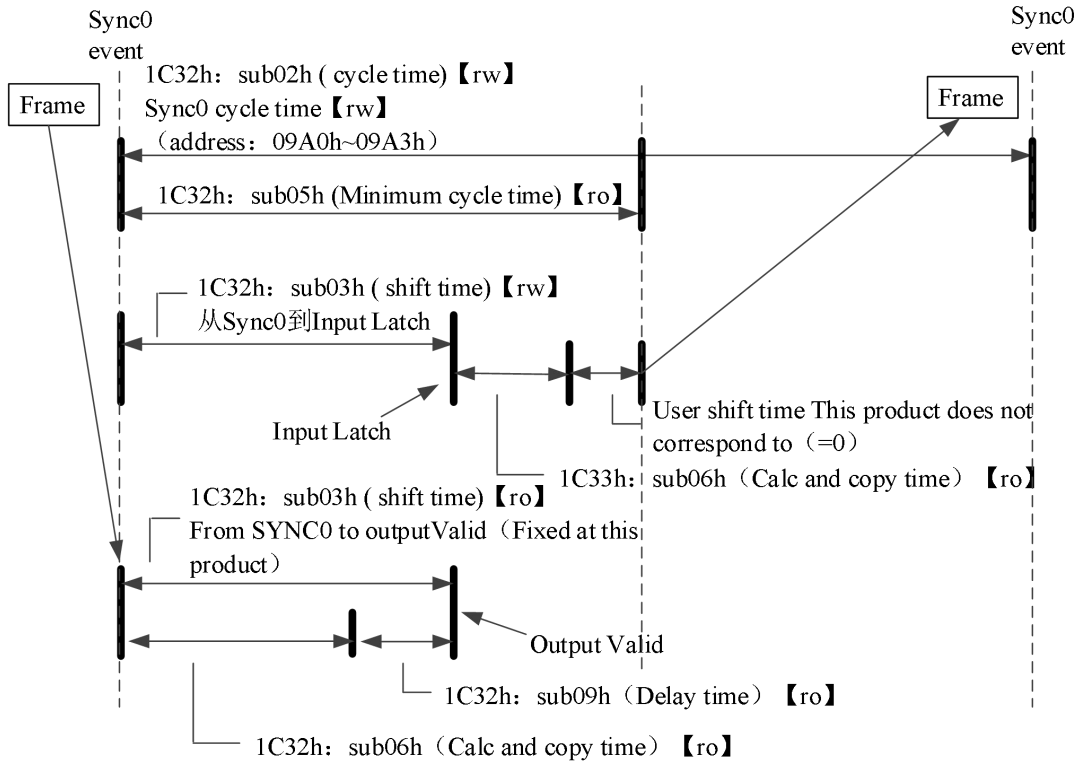 Sync0
event
Sync0
event
1C32h：sub02h ( cycle time)【rw】
Frame
Sync0 cycle time【rw】
Frame
（address：09A0h~09A3h）
1C32h：sub05h (Minimum cycle time)【ro】
1C32h：sub03h ( shift time)【rw】
从Sync0到Input Latch
Input Latch
User shift time This product does not
correspond to（=0）
1C33h：sub06h（Calc and copy time）【ro】
1C32h：sub03h ( shift time)【ro】
From SYNC0 to outputValid（Fixed at this
product）
Output Valid
1C32h：sub09h（Delay time）【ro】
1C32h：sub06h（Calc and copy time）【ro】